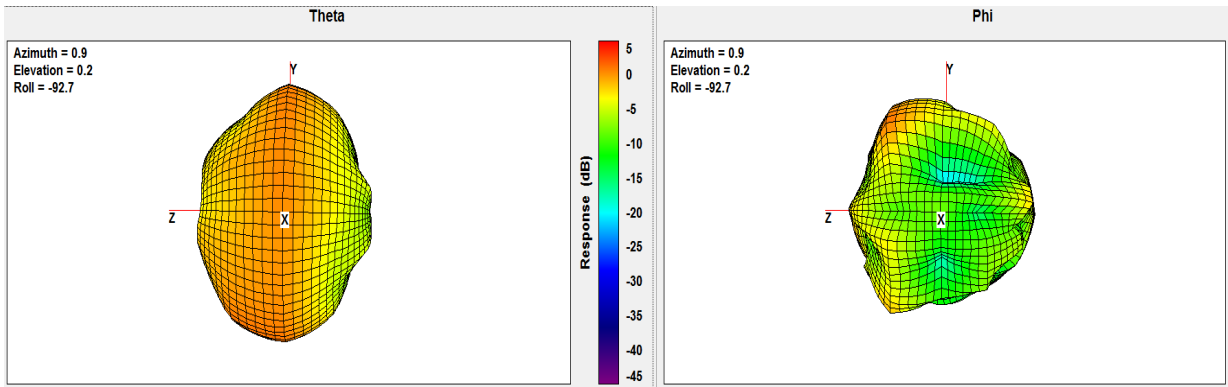 Theta
Azimuth = 0.9
Elevation = 0.2
Roll = -92.7
Y
Z
X
5
0
-5
-10
-15
-20
-25
-30
-35
-40
-45
Response (dB)
Phi
Azimuth = 0.9
Elevation = 0.2
Roll = -92.7
Y
Z
X